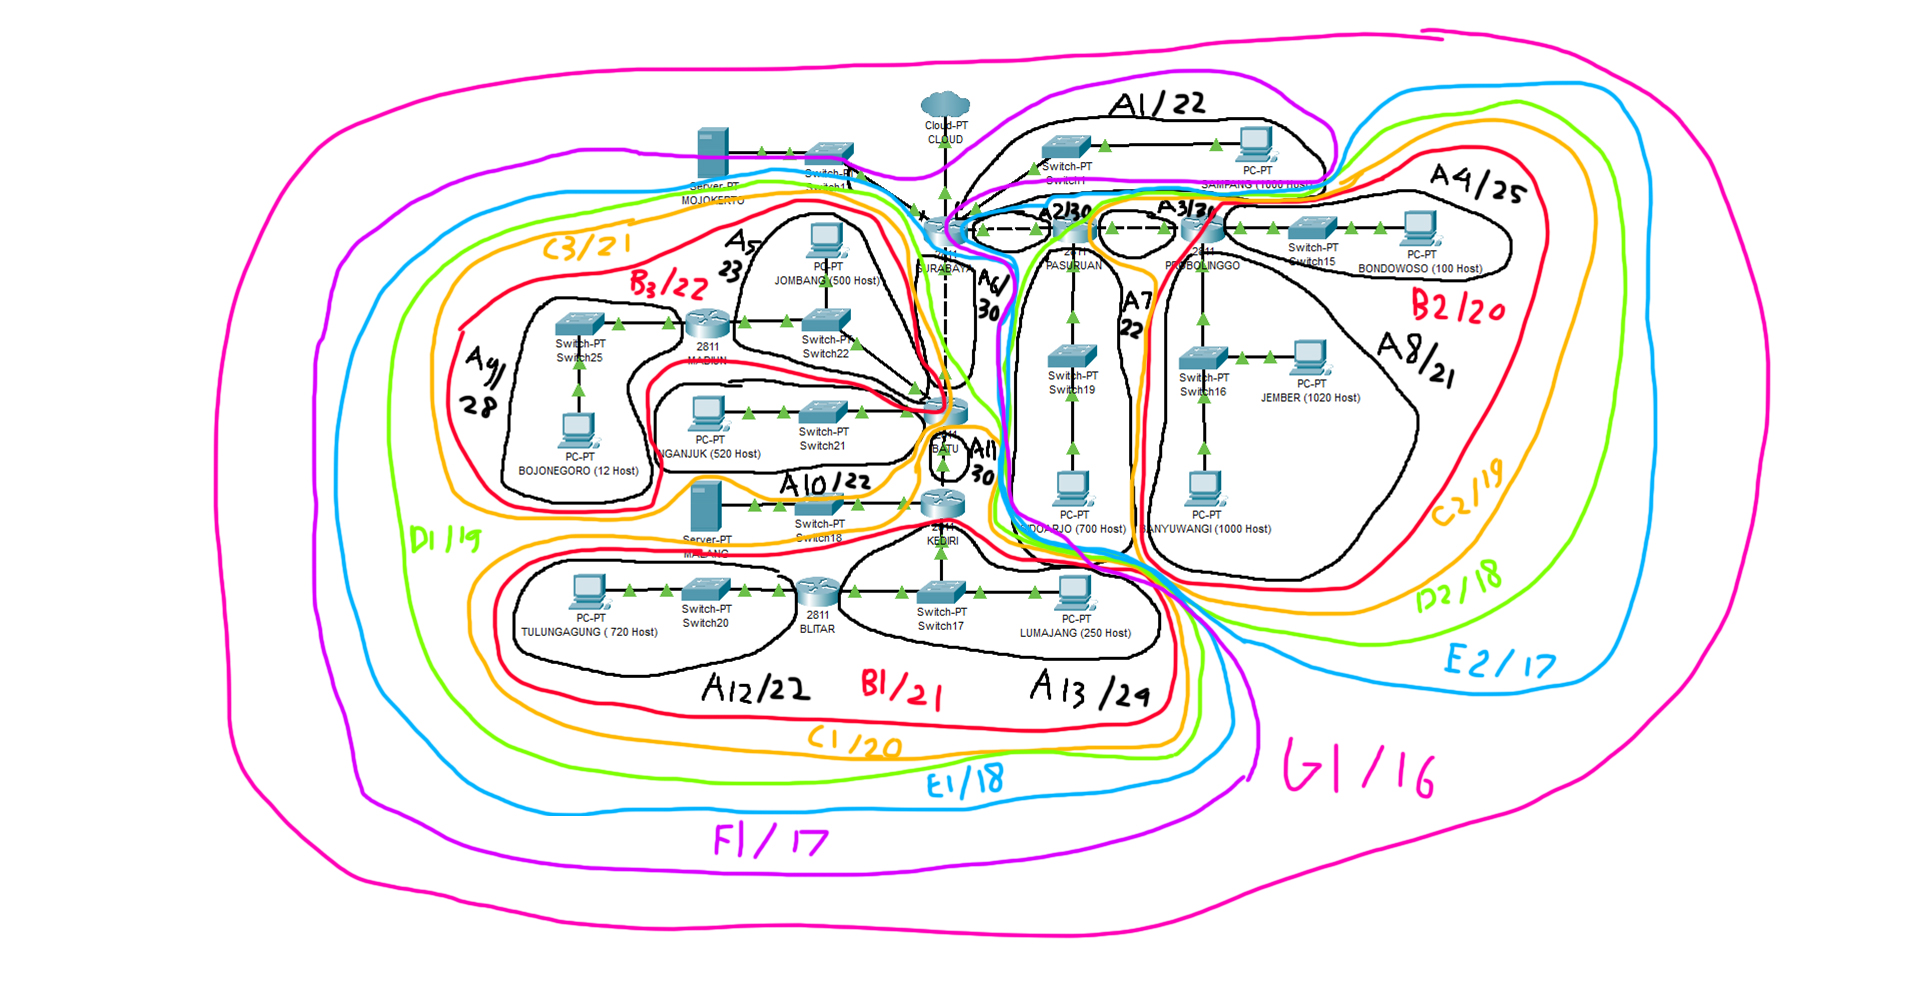 A1/22
Cloud-PT
CLOUD
Switch-PT
Switch1
PC-PT
SAMPANG (1000 Host)
Server-PT
MOJOKERTO
A4/25
A2/30
A3/30
C3/21
A5
23
PC-PT
JOMBANG (500 Host)
SURABAYA
2811
PASURUAN
2811
PROBOLINGGO
Switch-PT
Switch15
PC-PT
BONDOWOSO (100 Host)
B3/22
A6/
30
A7
22
B2/20
Switch-PT
Switch25
2811
MADIUN
Switch-PT
Switch22
A9/
28
A8/21
Switch-PT
Switch19
Switch-PT
Switch16
PC-PT
JEMBER (1020 Host)
PC-PT
NGANJUK (520 Host)
Switch-PT
Switch21
BATU
A11
30
PC-PT
BOJONEGORO (12 Host)
A10/22
C2/19
D1/19
Server-PT
MALANG
Switch-PT
Switch18
KEDIRI
PC-PT
SIDOARJO (700 Host)
PC-PT
BANYUWANGI (1000 Host)
D2/18
PC-PT
TULUNGAGUNG ( 720 Host)
Switch-PT
Switch20
2811
BLITAR
Switch-PT
Switch17
PC-PT
LUMAJANG (250 Host)
E2/17
A12/22
B1/21
A13/24
C1/20
E1/18
G1/16
F1/17